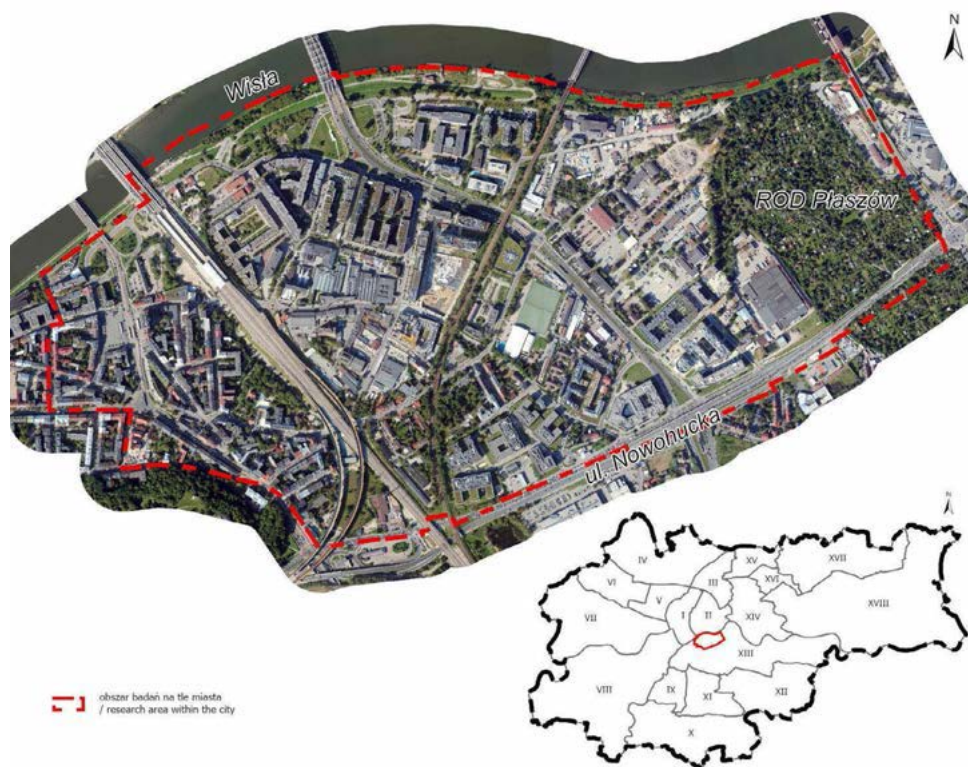 N
Wisła
ROD Płaszów
ul. Nowohucka
N
IV
XV
XVII
VI
III
XVI
V
XVIII
VII
I
II
XIV
XIII
VIII
IX
XI
XII
X
obszar badań na tle miasta
/ research area within the city